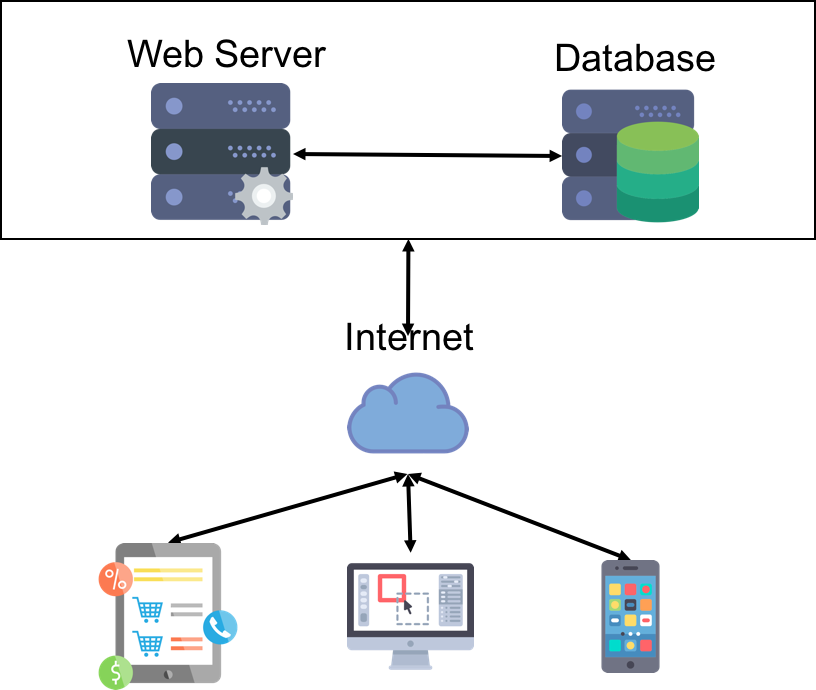 Web Server
Database
Internet
%
$